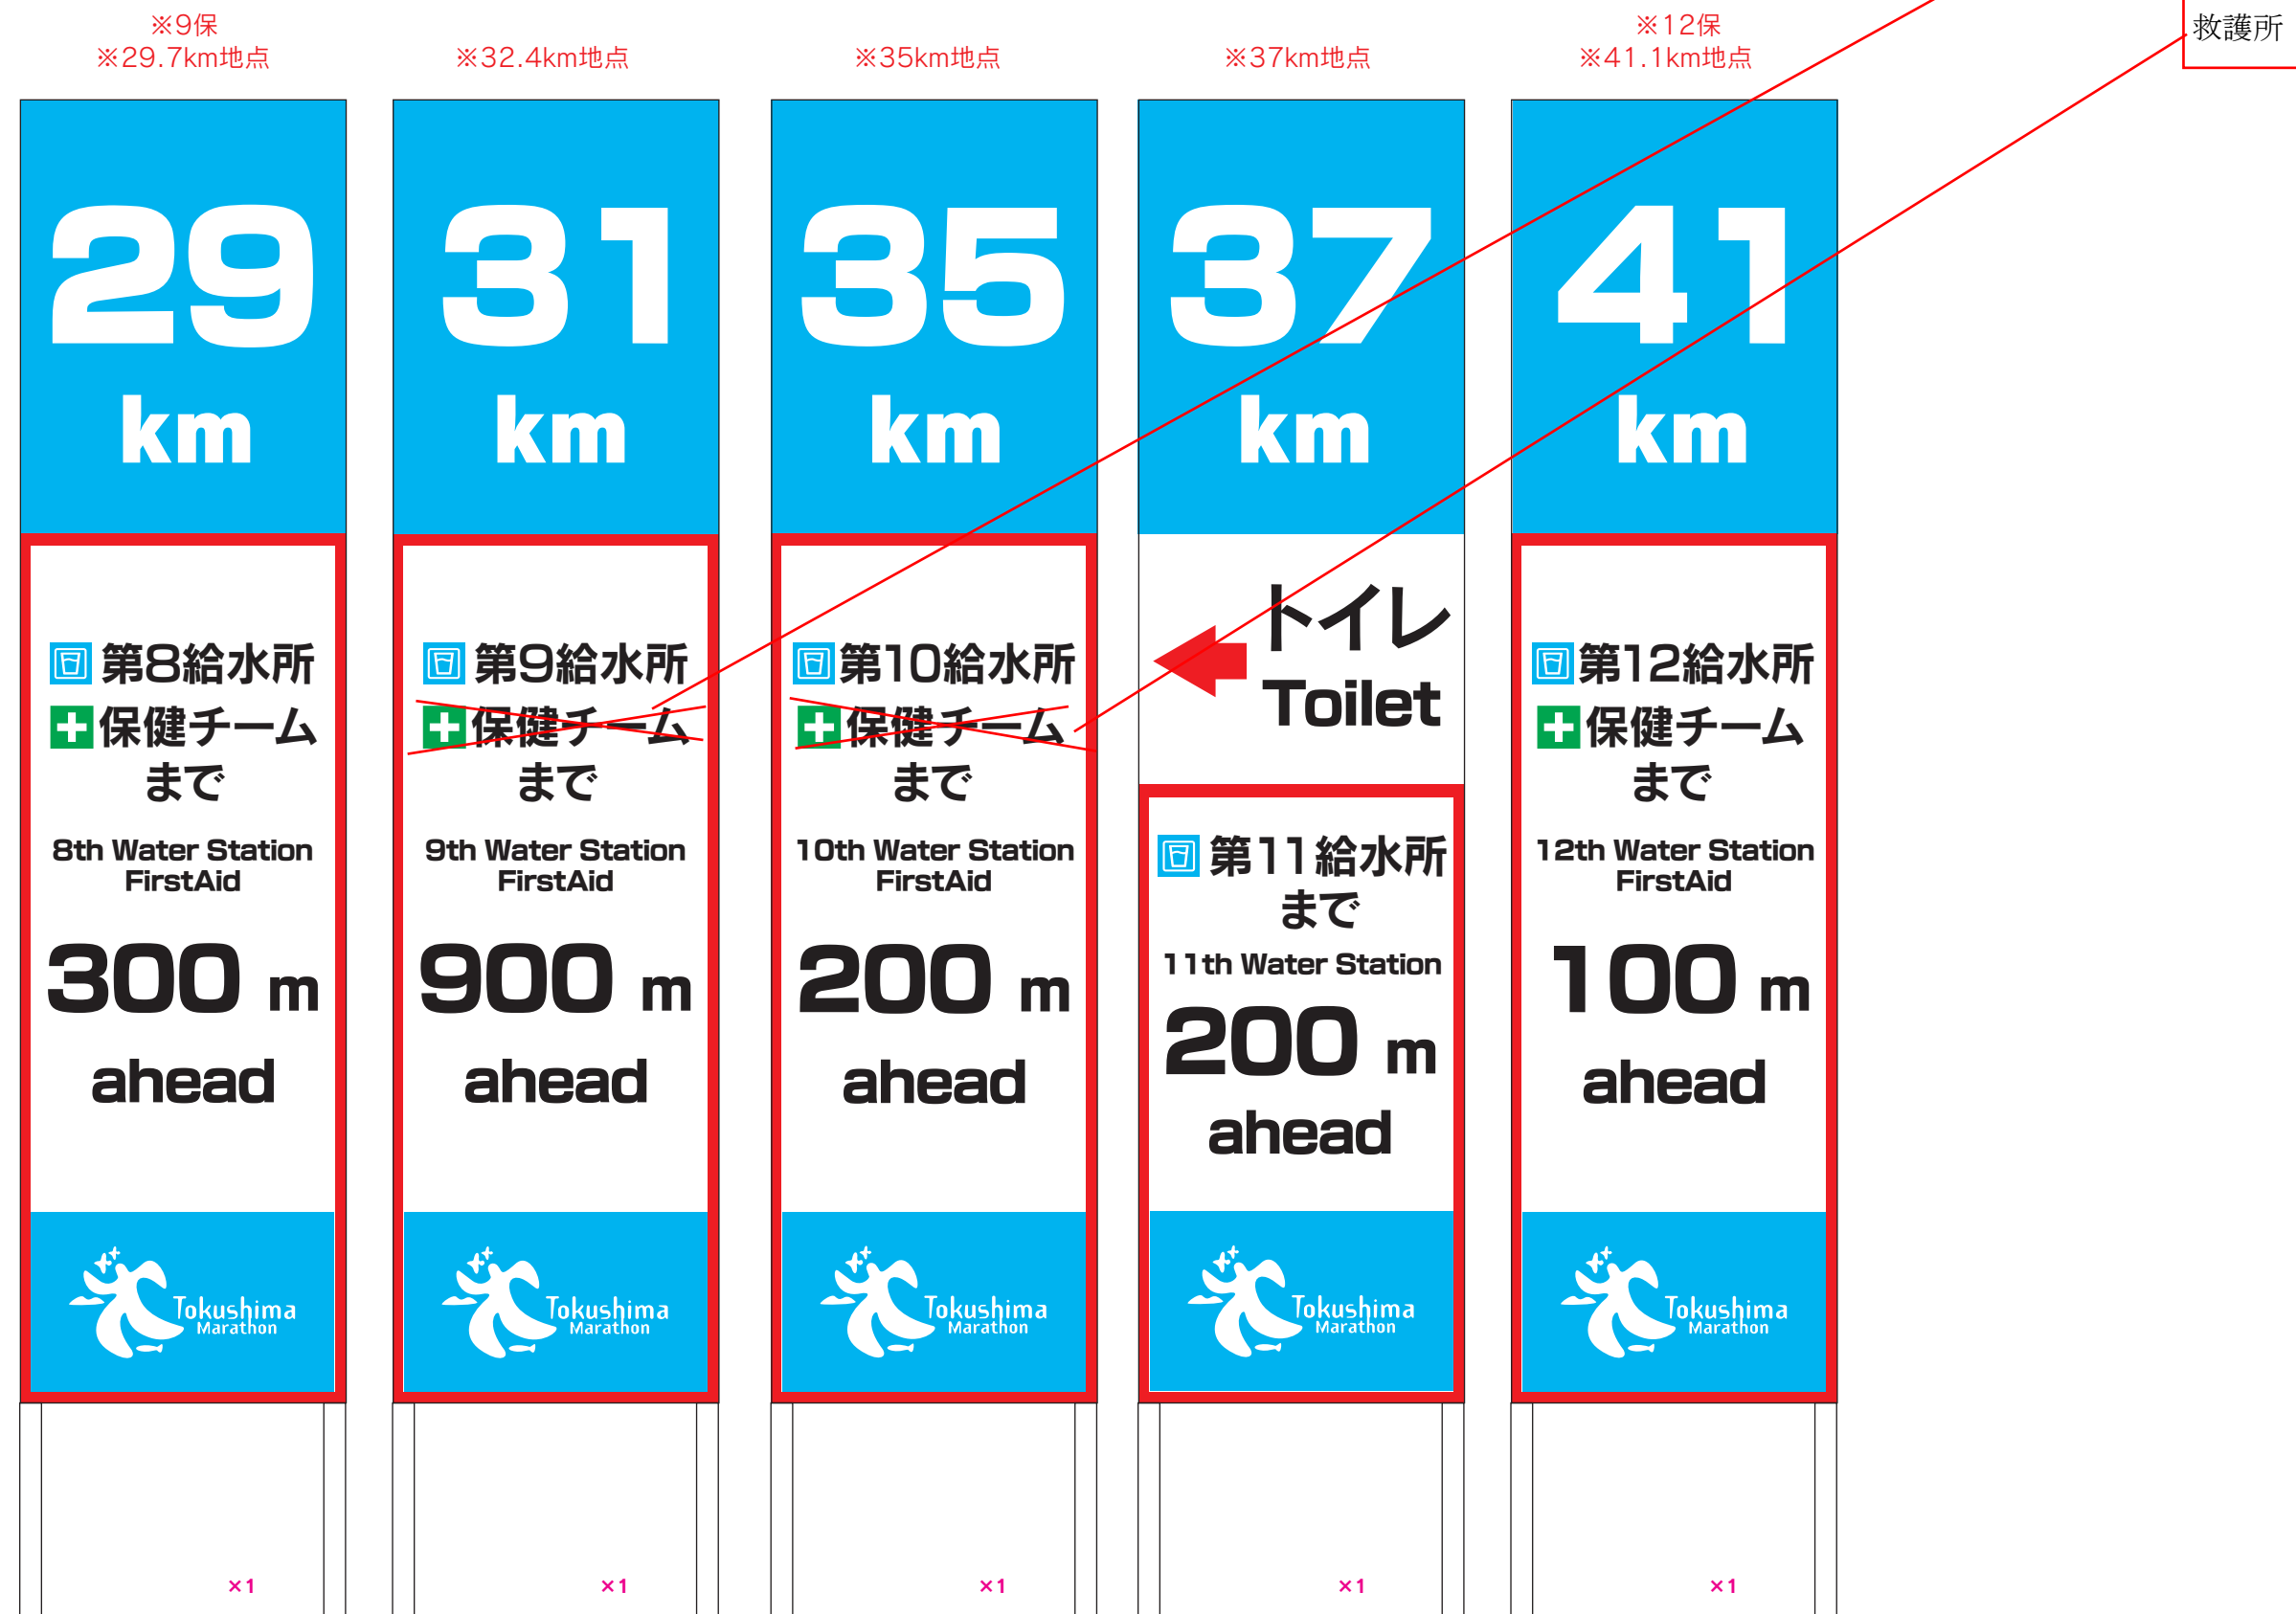 ※9保
※29.7km地点
29
km
第8給水所
保健チーム
まで
8th Water Station
FirstAid
300 m
ahead
Tokushima
Marathon
×1
※32.4km地点
31
km
第9給水所
保健チーム
まで
9th Water Station
FirstAid
900 m
ahead
Tokushima
Marathon
×1
※35km地点
35
km
第10給水所
保健チーム
まで
10th Water Station
FirstAid
200 m
ahead
Tokushima
Marathon
×1
※37km地点
37
km
トイレ
Toilet
第11給水所
まで
11th Water Station
200 m
ahead
Tokushima
Marathon
×1
※12保
※41.1km地点
41
km
第12給水所
保健チーム
まで
12th Water Station
FirstAid
100 m
ahead
Tokushima
Marathon
×1
救護所